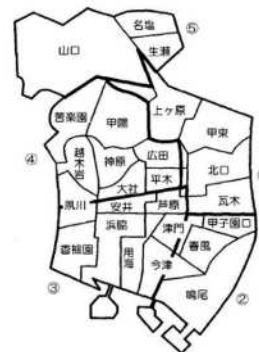 名塩
⑤
山口
生瀬
上ヶ原
苦楽園
甲陽
甲東
広田
④
越木岩
神原
北口
平木
大社
夙川
安井
芦原
瓦木
甲子園口
浜脇
津門
春風
香櫨園
用海
今津
③
鳴尾
②